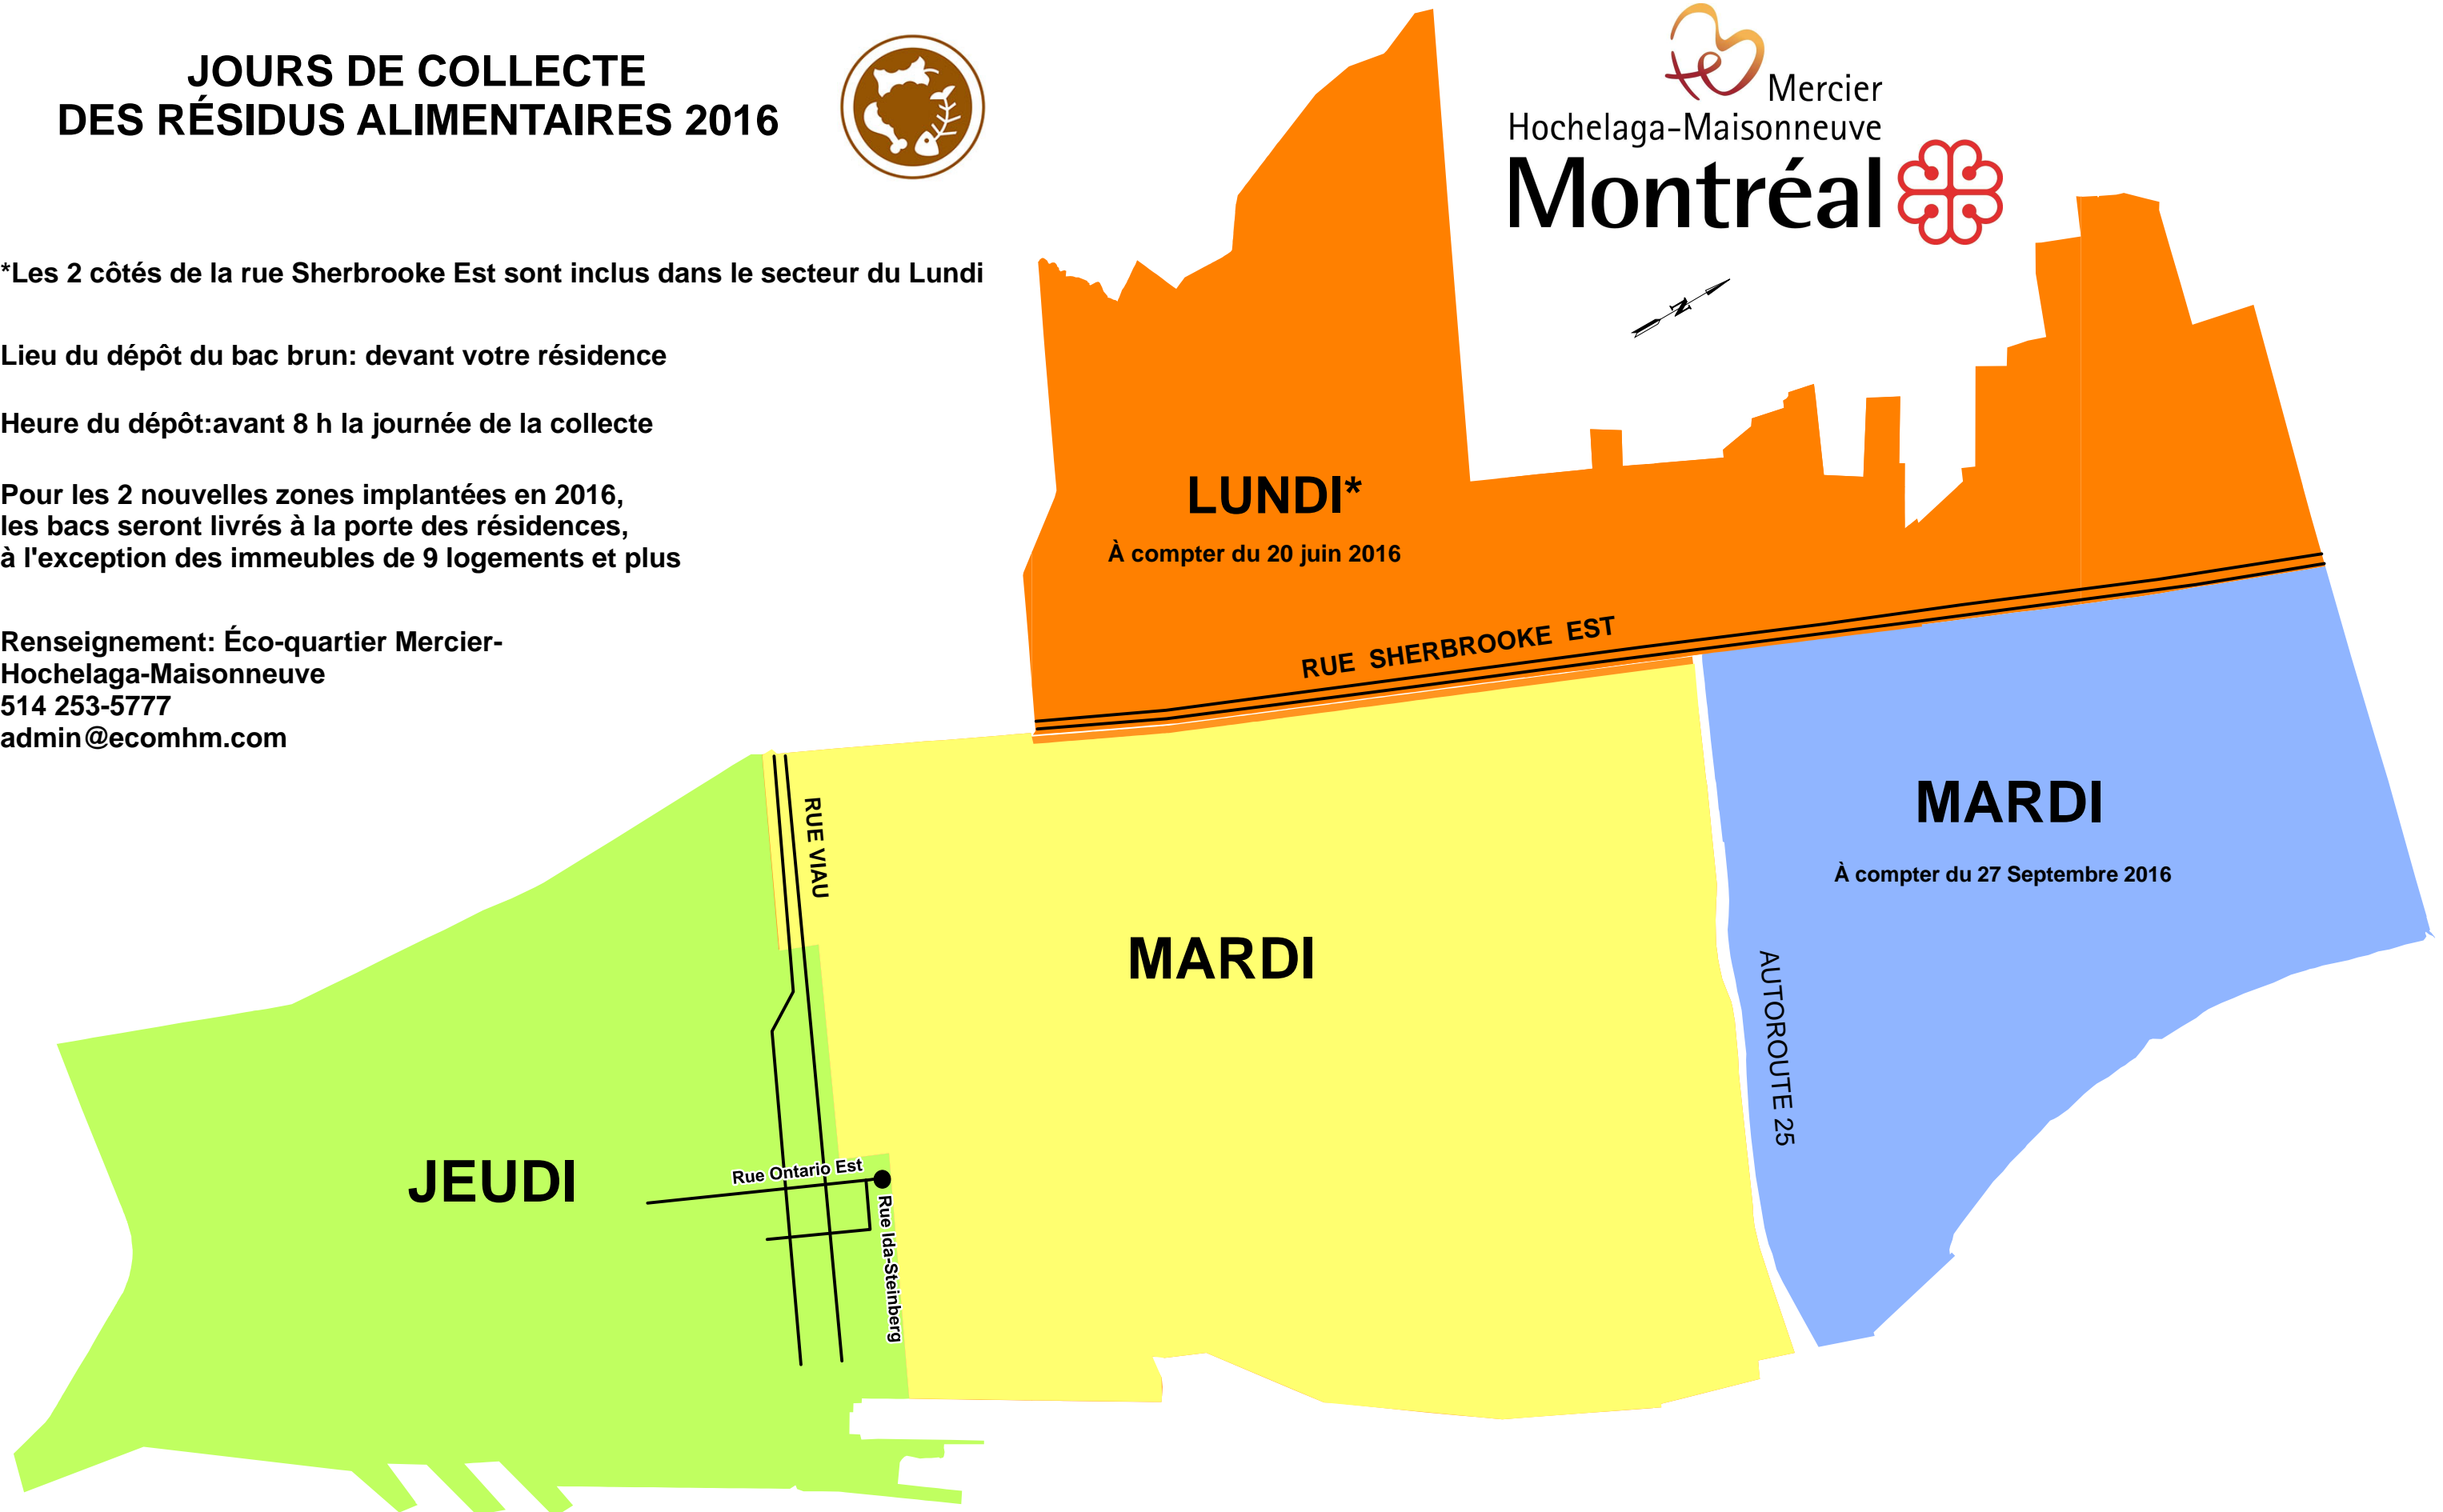 JOURS DE COLLECTE
DES RÉSIDUS ALIMENTAIRES 2016
Mercier
Hochelaga-Maisonneuve
Montréal
*Les 2 côtés de la rue Sherbrooke Est sont inclus dans le secteur du Lundi
Lieu du dépôt du bac brun: devant votre résidence
Heure du dépôt:avant 8 h la journée de la collecte
Pour les 2 nouvelles zones implantées en 2016,
les bacs seront livrés à la porte des résidences,
à l'exception des immeubles de 9 logements et plus
Renseignement: Éco-quartier Mercier-
Hochelaga-Maisonneuve
514 253-5777
admin@ecomhm.com
N
LUNDI*
À compter du 20 juin 2016
RUE SHERBROOKE EST
RUE VIAU
MARDI
À compter du 27 Septembre 2016
MARDI
AUTOROUTE 25
JEUDI
Rue Ontario Est
Rue Ida-Steinberg